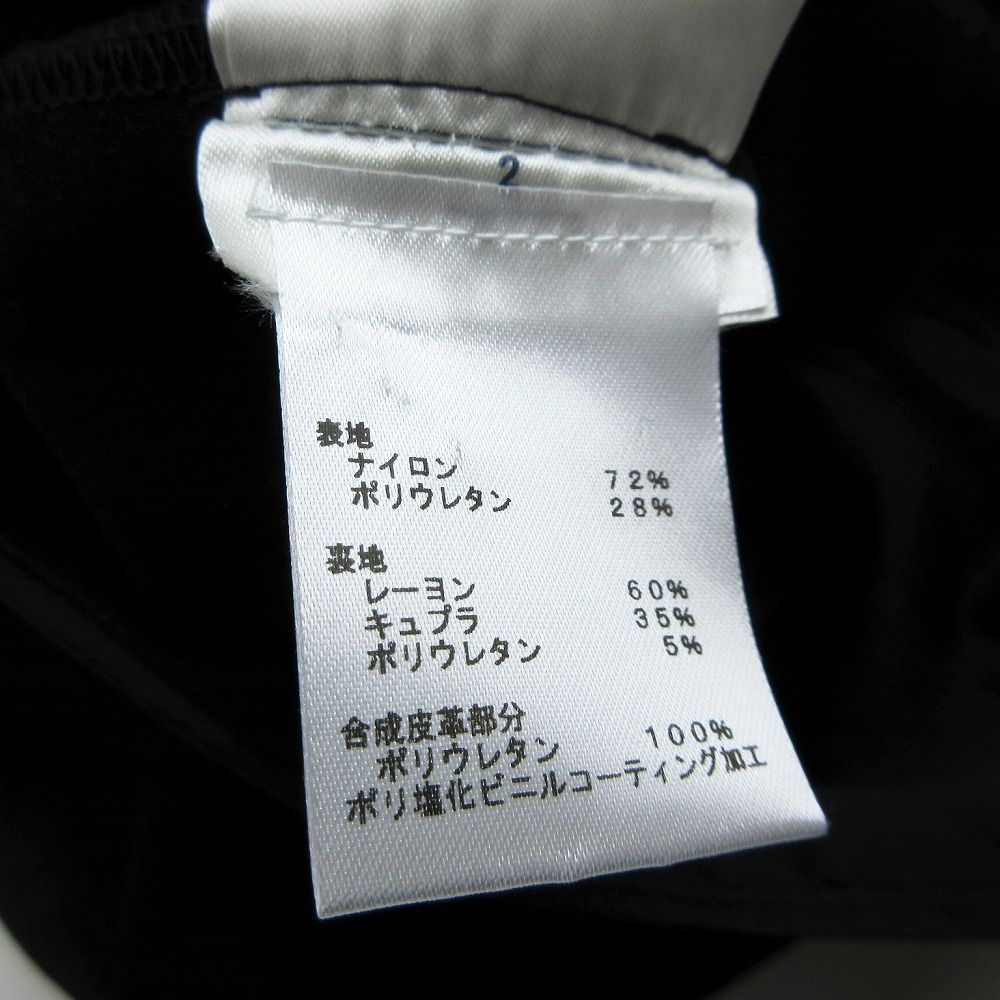 2
表地
ナイロン 72%
ポリウレタン 28%
裏地
レーヨン 60%
キュプラ 35%
ポリウレタン 5%
合成皮革部分
ポリウレタン 100%
ポリ塩化ビニルコーティング加工